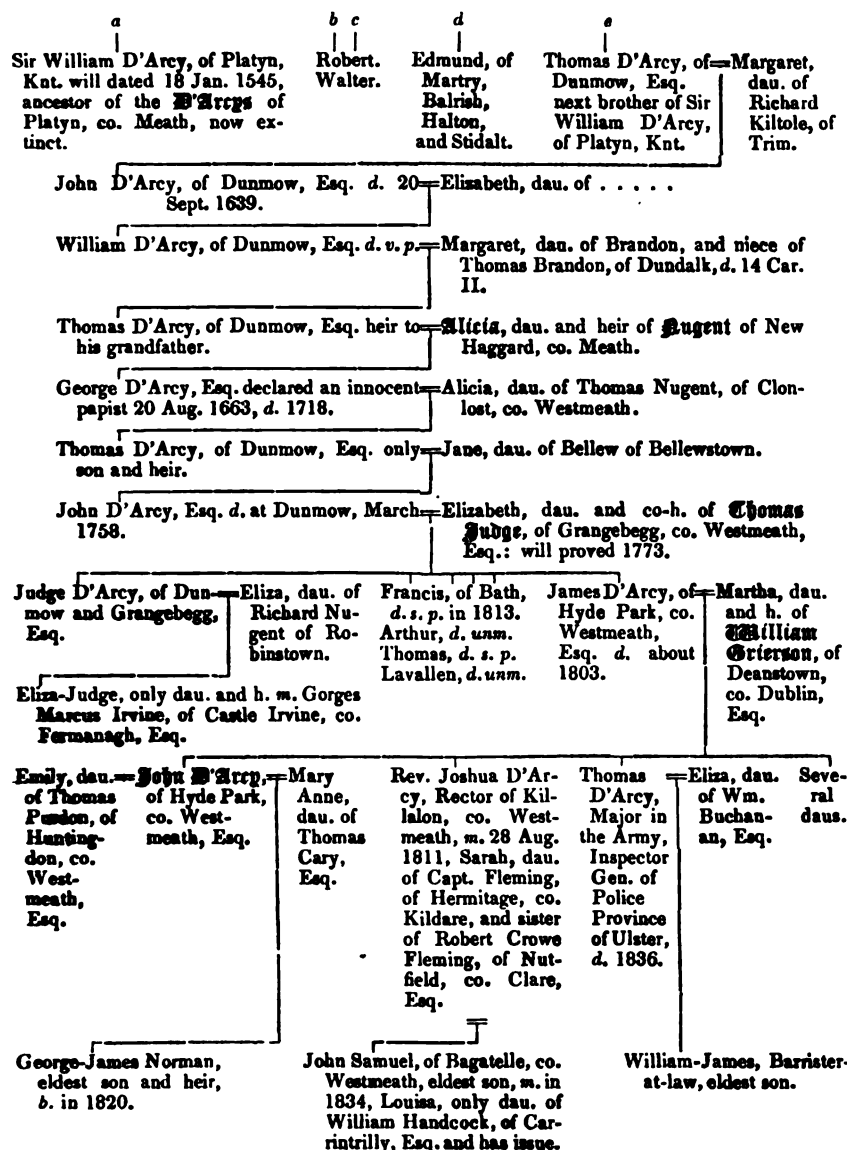 a
b c
d
e
Sir William D'Arcy, of Platyn,
Knt. will dated 18 Jan. 1545,
ancestor of the D'Arcys of
Platyn, co. Meath, now ex-
tinct.
Robert.
Walter.
Edmund, of
Martry,
Balrish,
Halton,
and Stidalt.
Thomas D'Arcy, of
Dunmow, Esq.
next brother of Sir
William D'Arcy,
of Platyn, Knt.
Margaret,
dau. of
Richard
Kiltole, of
Trim.
John D'Arcy, of Dunmow, Esq. d. 20
Sept. 1639.
Elisabeth, dau. of . . . . .
William D'Arcy, of Dunmow, Esq. d. v. p.
Margaret, dau. of Brandon, and niece of
Thomas Brandon, of Dundalk, d. 14 Car.
II.
Thomas D'Arcy, of Dunmow, Esq. heir to
his grandfather.
Alicia, dau. and heir of Nugent of New
Haggard, co. Meath.
George D'Arcy, Esq. declared an innocent
papist 20 Aug. 1663, d. 1718.
Alicia, dau. of Thomas Nugent, of Clon-
lost, co. Westmeath.
Thomas D'Arcy, of Dunmow, Esq. only
son and heir.
Jane, dau. of Bellew of Bellewstown.
John D'Arcy, Esq. d. at Dunmow, March
1758.
Elizabeth, dau. and co-h. of Thomas
Judge, of Grangebegg, co. Westmeath,
Esq.: will proved 1773.
Judge D'Arcy, of Dun-
mow and Grangebegg,
Esq.
Eliza, dau. of
Richard Nu-
gent of Ro-
binstown.
Francis, of Bath,
d. s. p. in 1813.
Arthur, d. unm.
Thomas, d. s. p.
Lavallen, d. unm.
James D'Arcy, of
Hyde Park, co.
Westmeath,
Esq. d. about
1803.
Martha, dau.
and h. of
William
Grierson, of
Deanstown,
co. Dublin,
Esq.
Eliza-Judge, only dau. and h. m. Gorges
Marcus Irvine, of Castle Irvine, co.
Fermanagh, Esq.
Emily, dau.
of Thomas
Purdon, of
Hunting-
don, co.
West-
meath,
Esq.
John D'Arcy,
of Hyde Park,
co. West-
meath, Esq.
Mary
Anne,
dau. of
Thomas
Cary,
Esq.
Rev. Joshua D'Ar-
cy, Rector of Kil-
lalon, co. West-
meath, m. 28 Aug.
1811, Sarah, dau.
of Capt. Fleming,
of Hermitage, co.
Kildare, and sister
of Robert Crowe
Fleming, of Nut-
field, co. Clare,
Esq.
Thomas
D'Arcy,
Major in
the Army,
Inspector
Gen. of
Police
Province
of Ulster,
d. 1836.
Eliza, dau.
of Wm.
Buchan-
an, Esq.
Seve-
ral
daus.
George-James Norman,
eldest son and heir,
b. in 1820.
John Samuel, of Bagatelle, co.
Westmeath, eldest son, m. in
1834, Louisa, only dau. of
William Handcock, of Car-
rintrilly, Esq. and has issue.
William-James, Barrister-
at-law, eldest son.